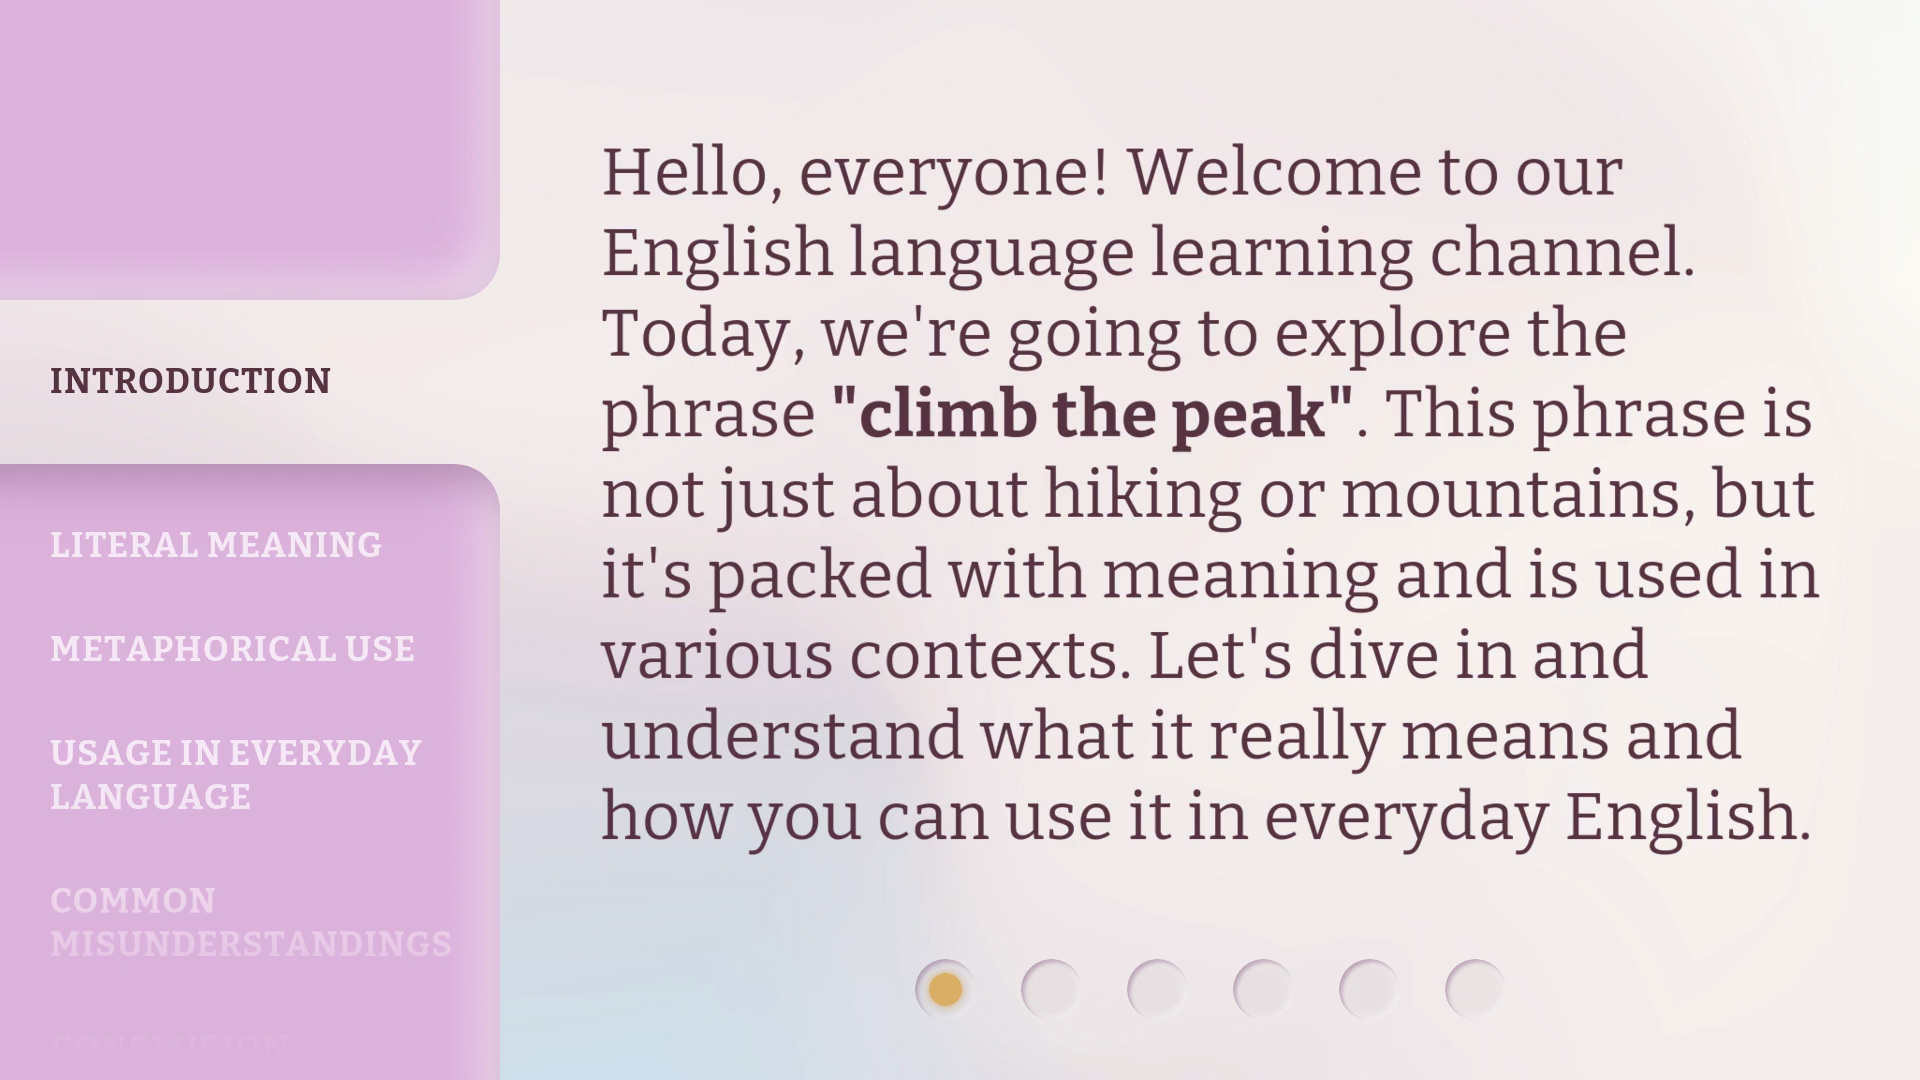 INTRODUCTION
LITERAL MEANING
METAPHORICAL USE
USAGE IN EVERYDAY
LANGUAGE
COMMON
MISUNDERSTANDINGS
CONCLUSION
Hello, everyone! Welcome to our
English language learning channel.
Today, we're going to explore the
phrase "climb the peak". This phrase is
not just about hiking or mountains, but
it's packed with meaning and is used in
various contexts. Let's dive in and
understand what it really means and
how you can use it in everyday English.